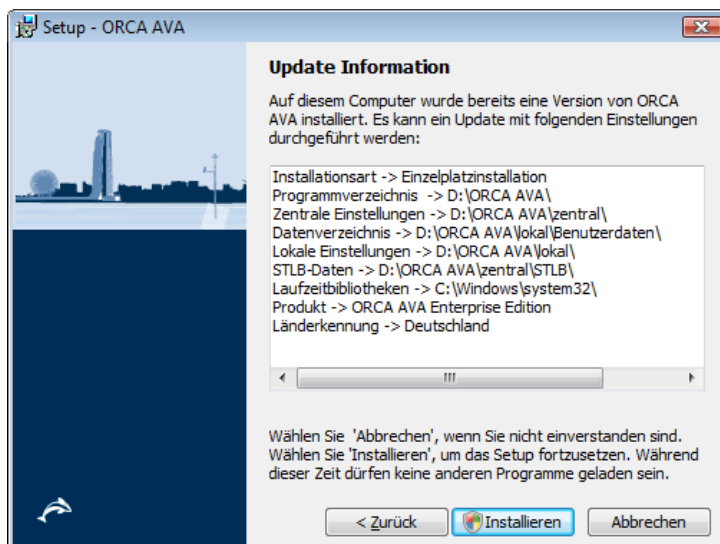 Setup - ORCA AVA
Update Information
Auf diesem Computer wurde bereits eine Version von ORCA
AVA installiert. Es kann ein Update mit folgenden Einstellungen
durchgeführt werden:
Installationsart -> Einzelplatzinstallation
Programmverzeichnis  -> D:\ORCA AVA\
Zentrale Einstellungen -> D:\ORCA AVA\zentral\
Datenverzeichnis -> D:\ORCA AVA\lokal\Benutzerdaten\
Lokale Einstellungen -> D:\ORCA AVA\lokal\
STLB-Daten -> D:\ORCA AVA\zentral\STLB\
Laufzeitbibliotheken -> C:\Windows\system32\
Produkt -> ORCA AVA Enterprise Edition
Länderkennung -> Deutschland
Wählen Sie  'Abbrechen', wenn Sie nicht einverstanden sind.
Wählen Sie 'Installieren', um das Setup fortzusetzen. Während
dieser Zeit dürfen keine anderen Programme geladen sein.
< Zurück
Installieren
Abbrechen